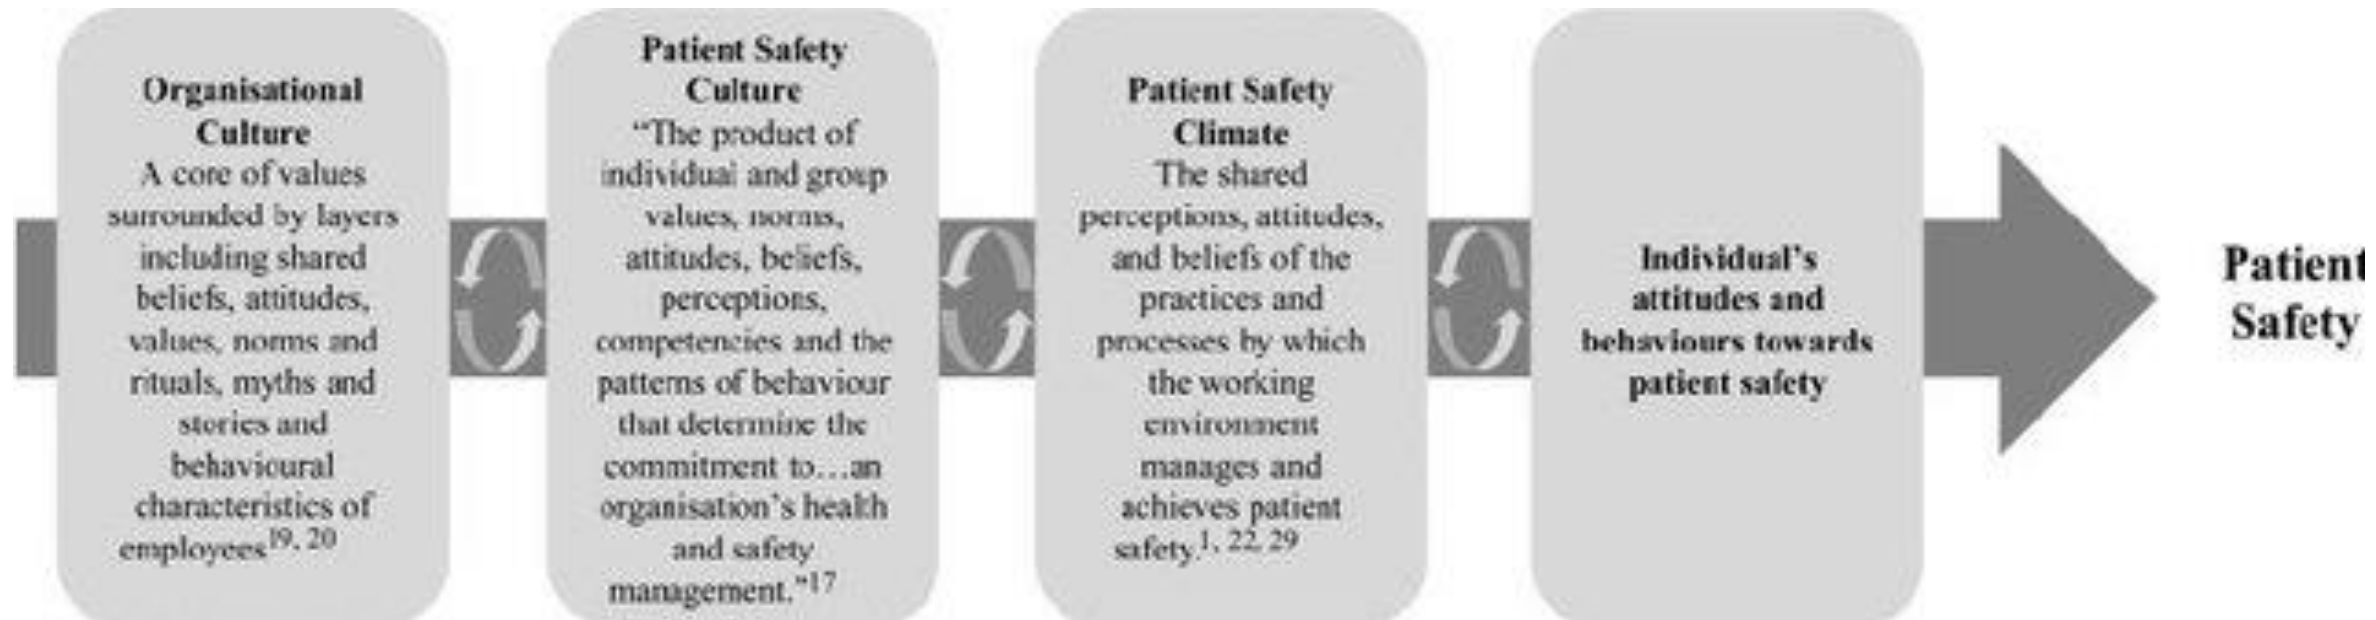 Organisational
Culture
A core of values
surrounded by layers
including shared
beliefs, attitudes,
values, norms and
rituals, myths and
stories and
behavioural
characteristics of
employees19, 20
Patient Safety
Culture
“The product of
individual and group
values, norms,
attitudes, beliefs,
perceptions,
competencies and the
patterns of behaviour
that determine the
commitment to…an
organisation’s health
and safety
management.”17
Patient Safety
Climate
The shared
perceptions, attitudes,
and beliefs of the
practices and
processes by which
the working
environment
manages and
achieves patient
safety.1, 22, 29
Individual’s
attitudes and
behaviours towards
patient safety
Patient
Safety